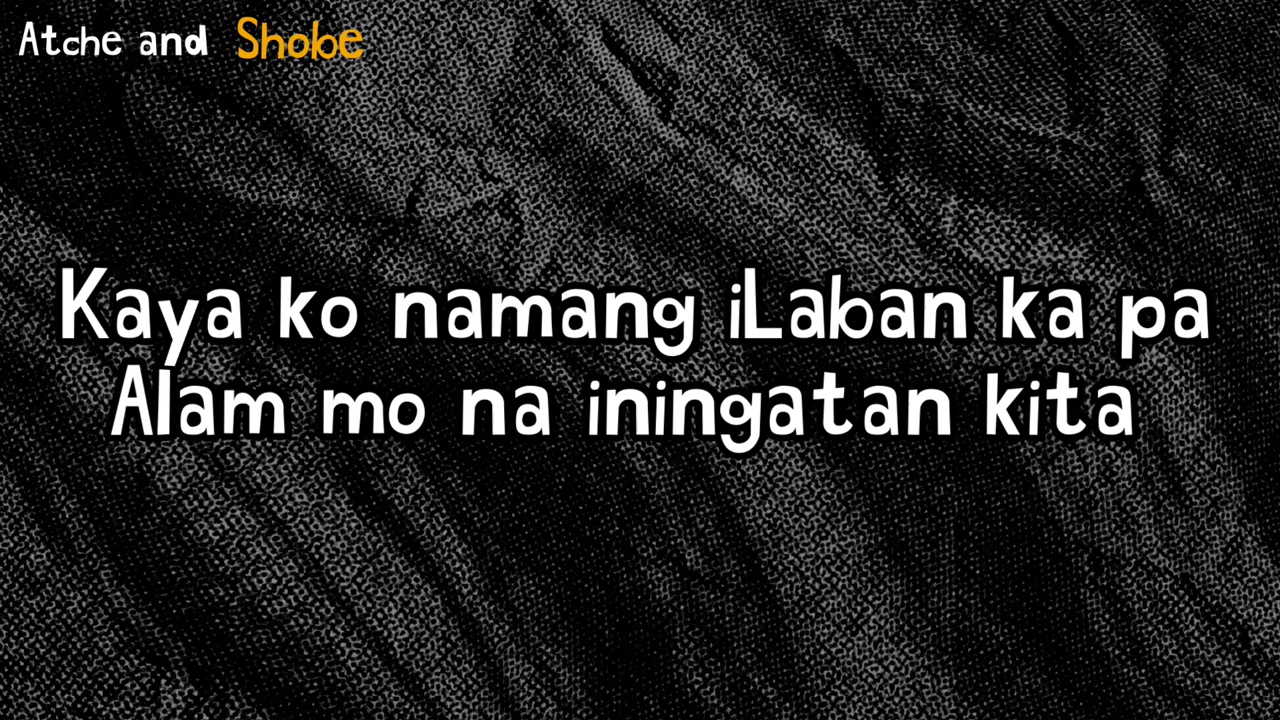 Atche and Shobe
Kaya ko namang iLaban ka pa
Alam mo na iningatan kita